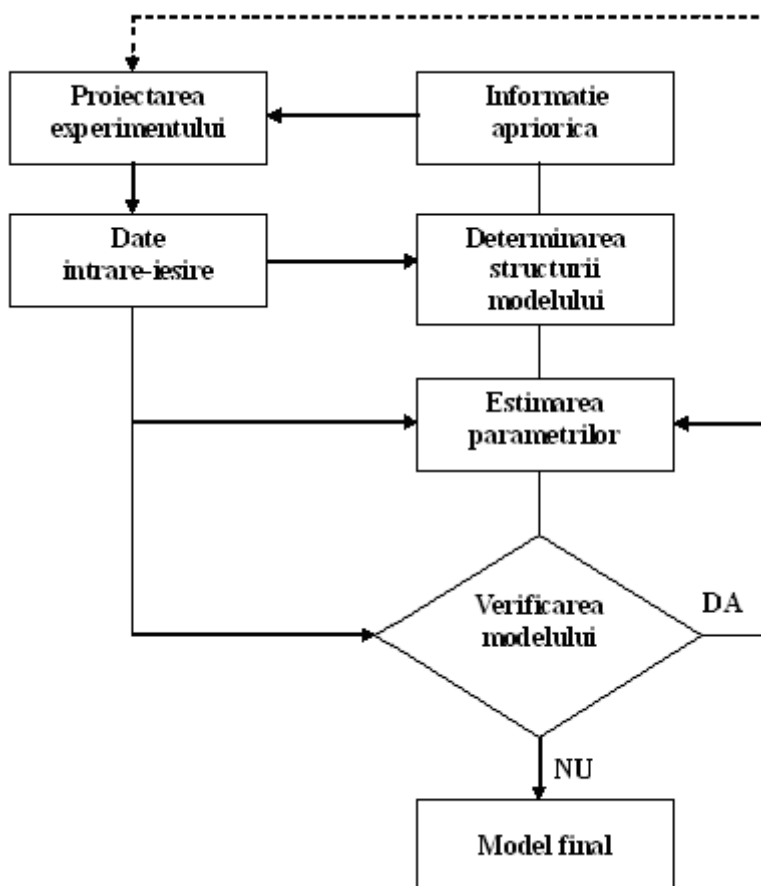 Proiectarea
experimentului
Informatie
apriorica
Date
intrare-iesire
Determinarea
structurii
modelului
Estimarea
parametrilor
Verificarea
modelului
DA
NU
Model final